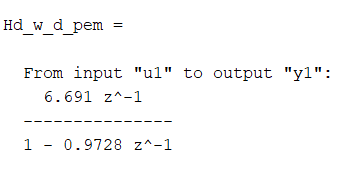 Hd_w_d_pem =
From input "u1" to output "y1":
6.691 z^-1
---------------
1 - 0.9728 z^-1